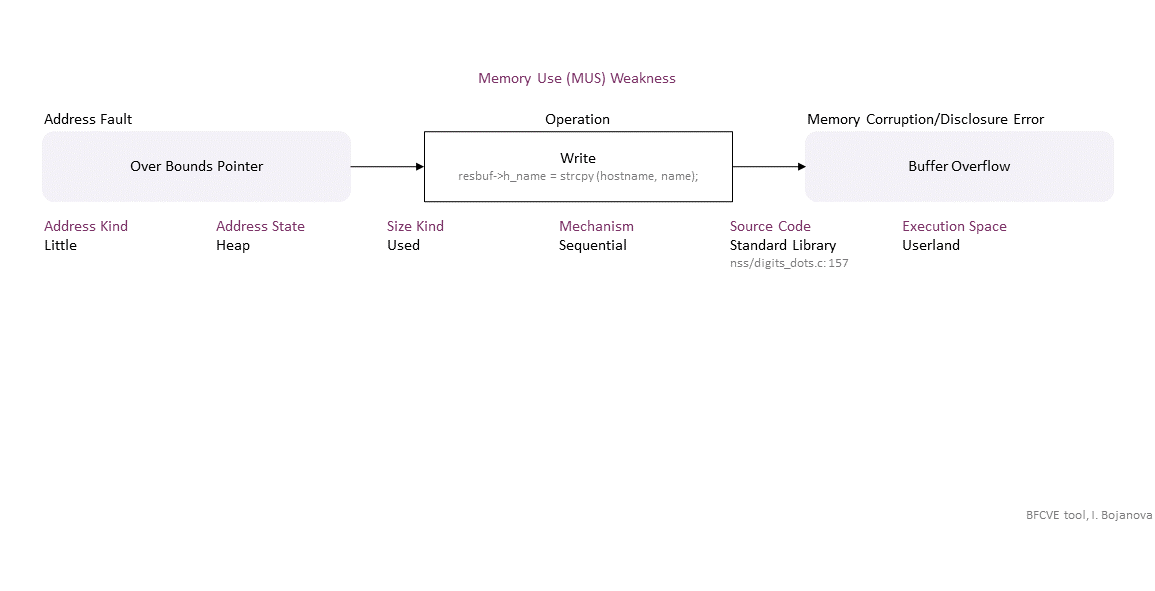 Memory Use (MUS) Weakness
Address Fault
Operation
Memory Corruption/Disclosure Error
Over Bounds Pointer
Write
resbuf->h_name = strcpy (hostname, name);
Buffer Overflow
Address Kind
Little
Address State
Heap
Size Kind
Used
Mechanism
Sequential
Source Code
Standard Library
nss/digits_dots.c:157
Execution Space
Userland
BFCVE tool, I. Bojanova